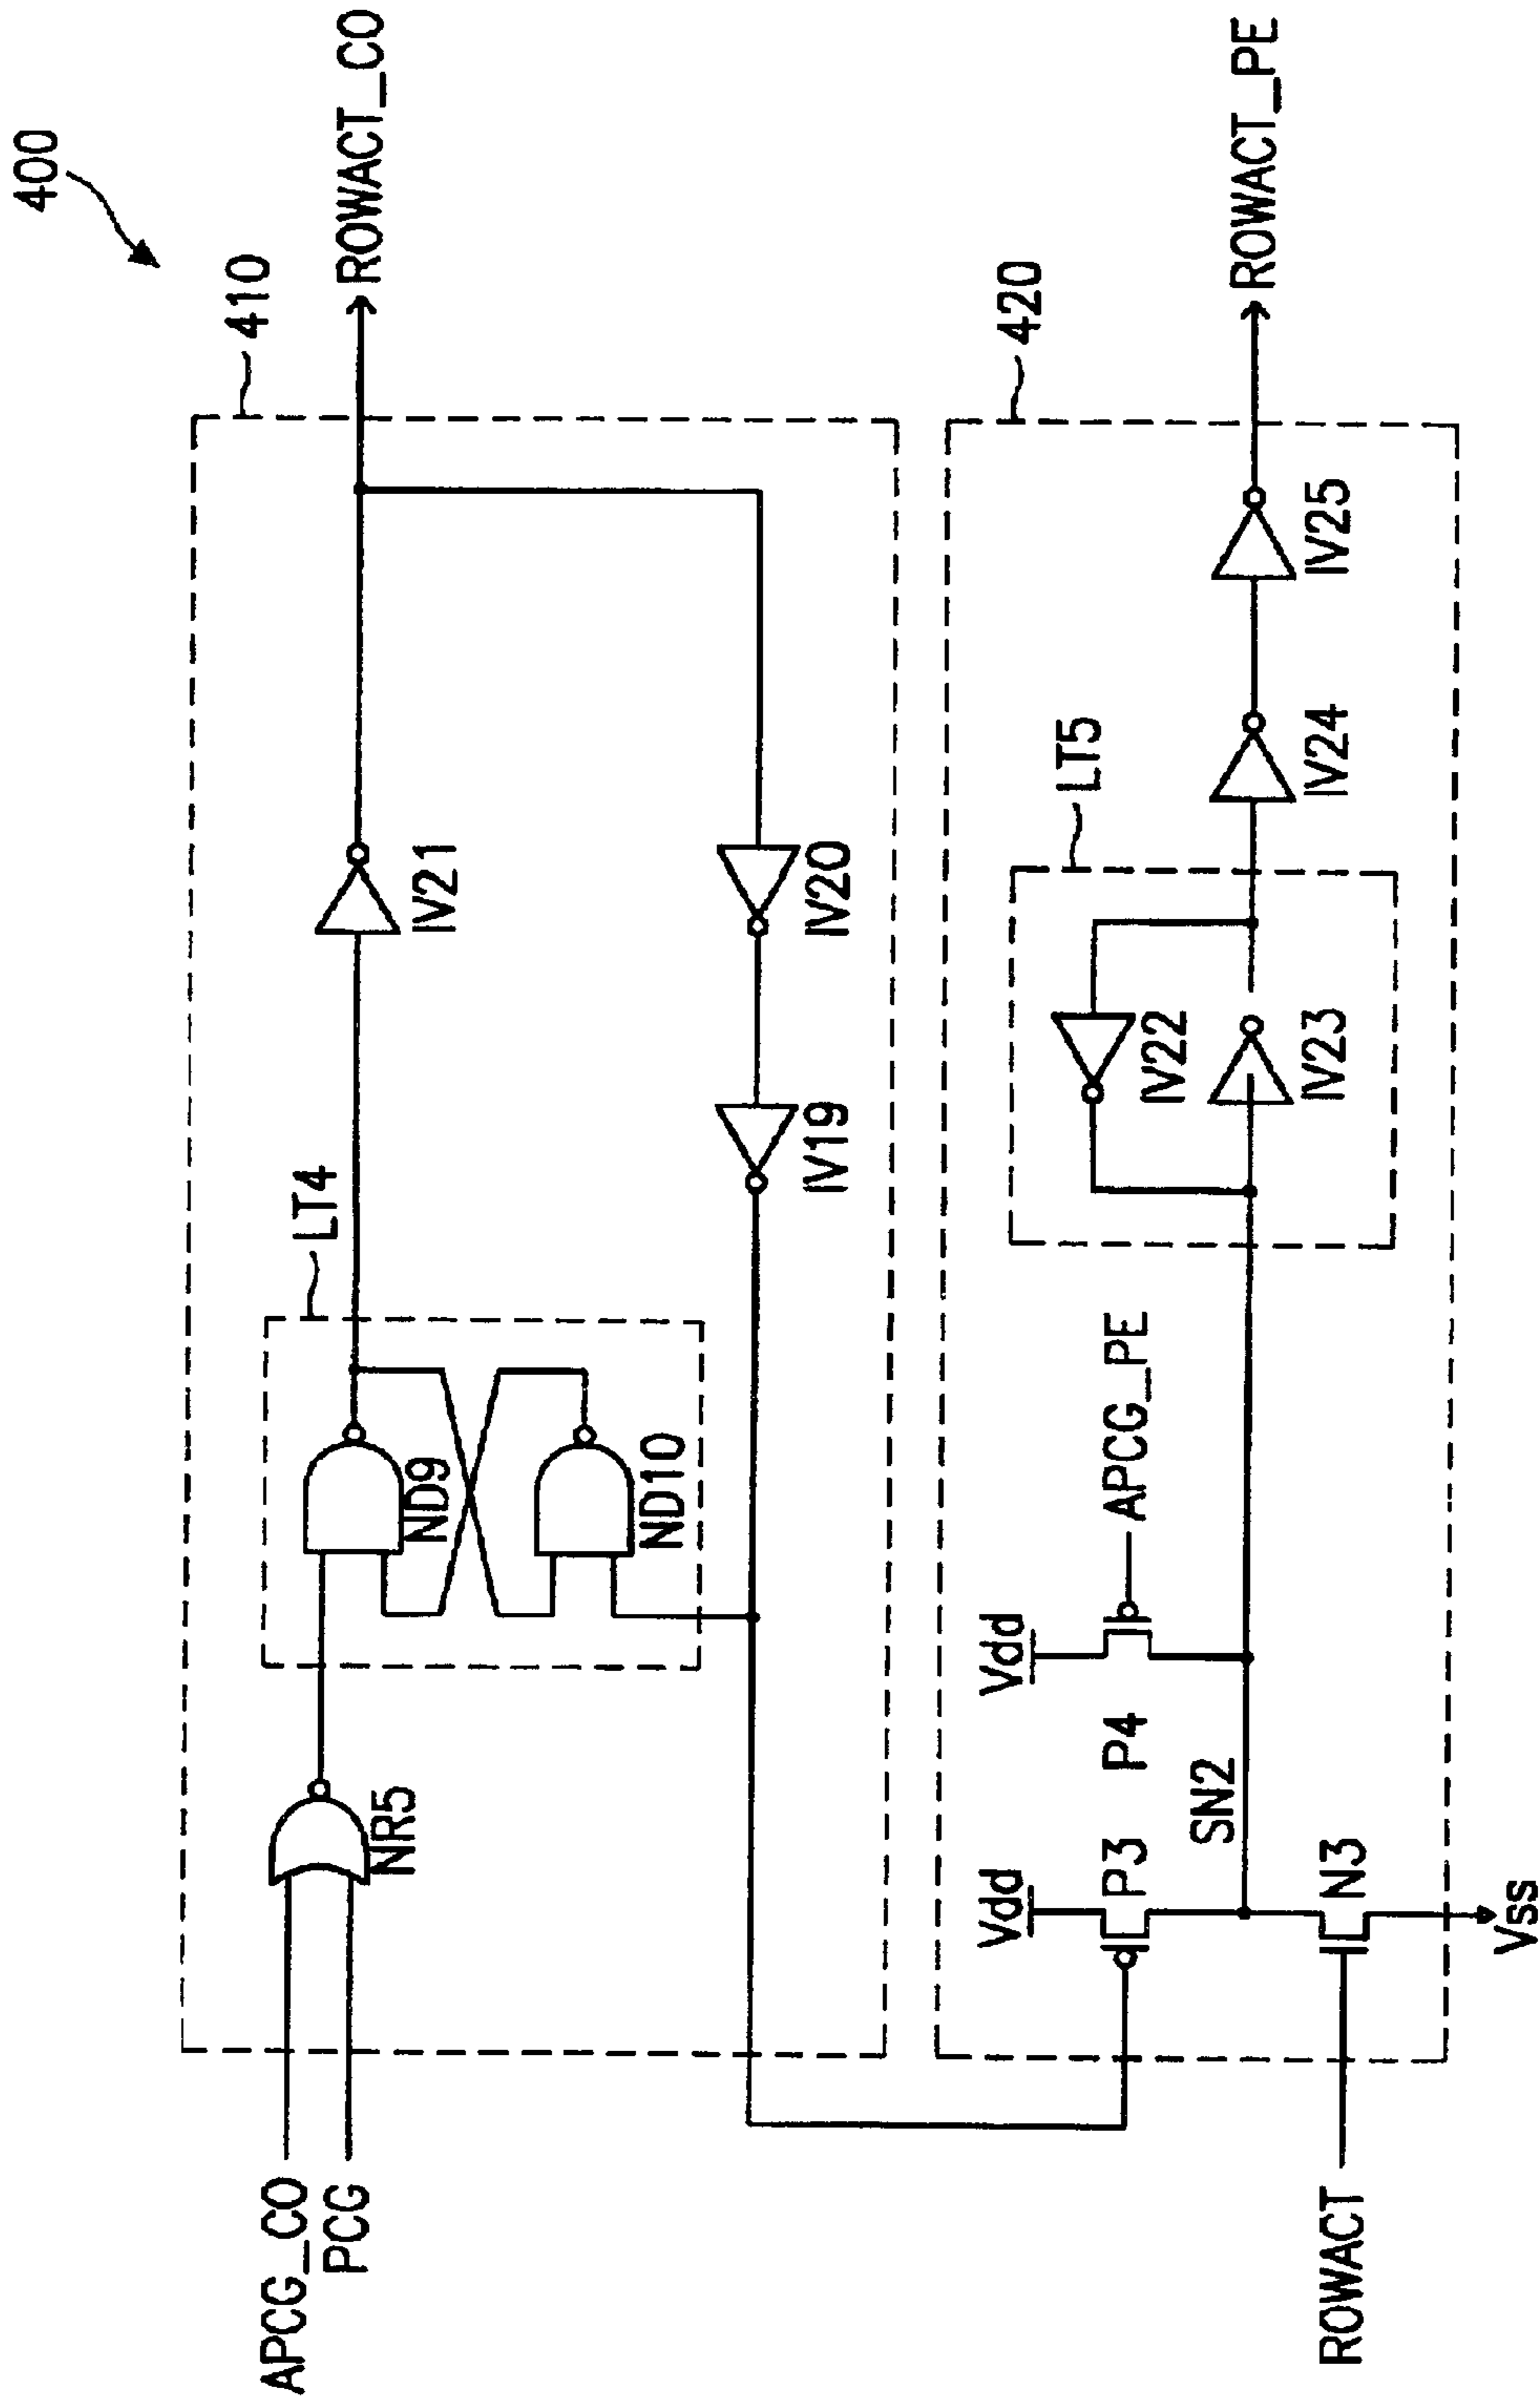 400
410
APCG_CO
PCG
NR5
LT4
ND9
ND10
IV21
IV20
IV19
ROWACT_CO
420
Vdd
P3
Vdd
P4
APCG_PE
SN2
ROWACT
N3
Vss
LT5
IV22
IV23
IV24
IV25
ROWACT_PE